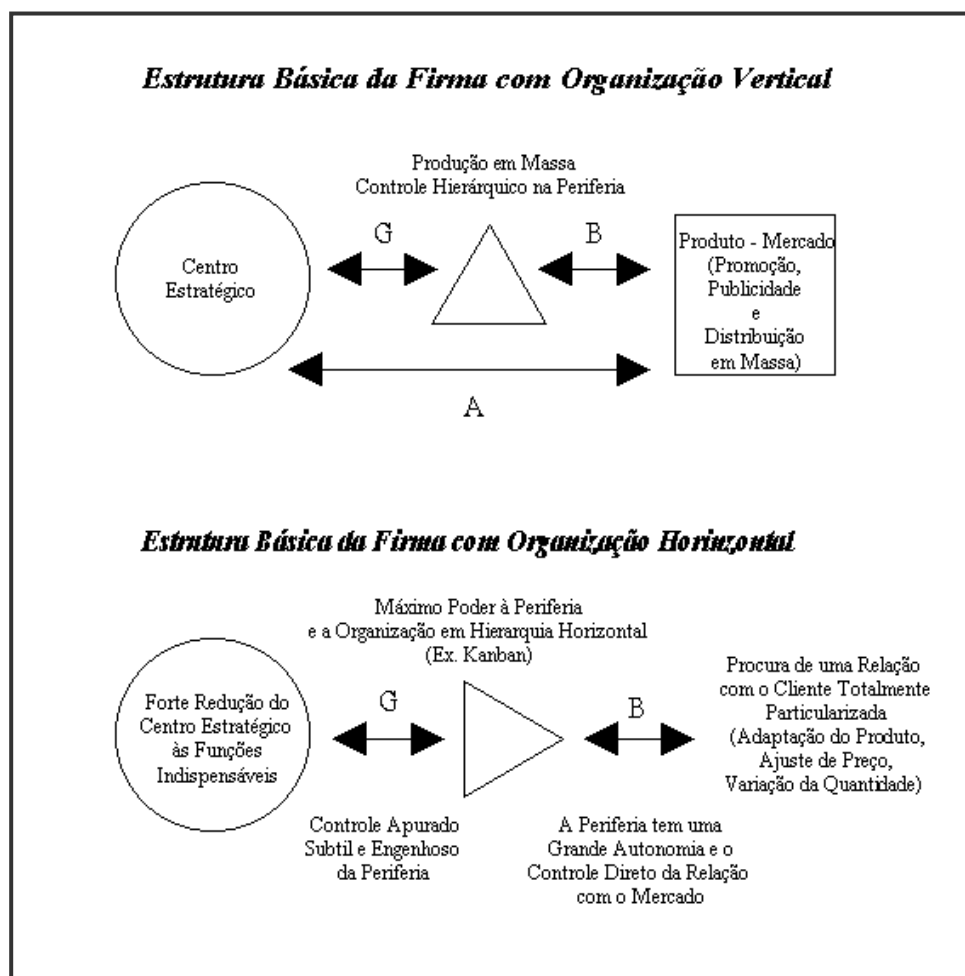 Estrutura Básica da Firma com Organização Vertical
Produção em Massa
Controle Hierárquico na Periferia
G
B
Centro
Estratégico
Produto - Mercado
(Promoção,
Publicidade
e
Distribuição
em Massa)
A
Estrutura Básica da Firma com Organização Horinzontal
Máximo Poder à Periferia
e a Organização em Hierarquia Horizontal
(Ex. Kanban)
Forte Redução do
Centro Estratégico
às Funções
Indispensáveis
G
B
Procura de uma Relação
com o Cliente Totalmente
Particularizada
(Adaptação do Produto,
Ajuste de Preço,
Variação da Quantidade)
Controle Apurado
Subtil e Engenhoso
da Periferia
A Periferia tem uma
Grande Autonomia e o
Controle Direto da Relação
com o Mercado